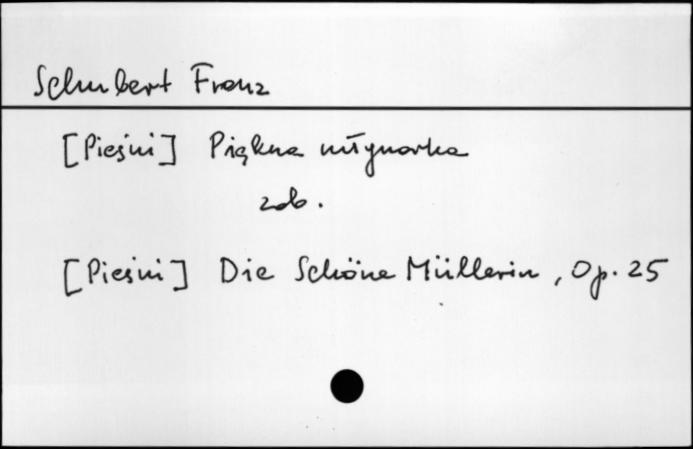 Schubert Franz
[Pieśni] Piękna młynarka
zob.
[Pieśni] Die Schöne Müllerin, Op. 25